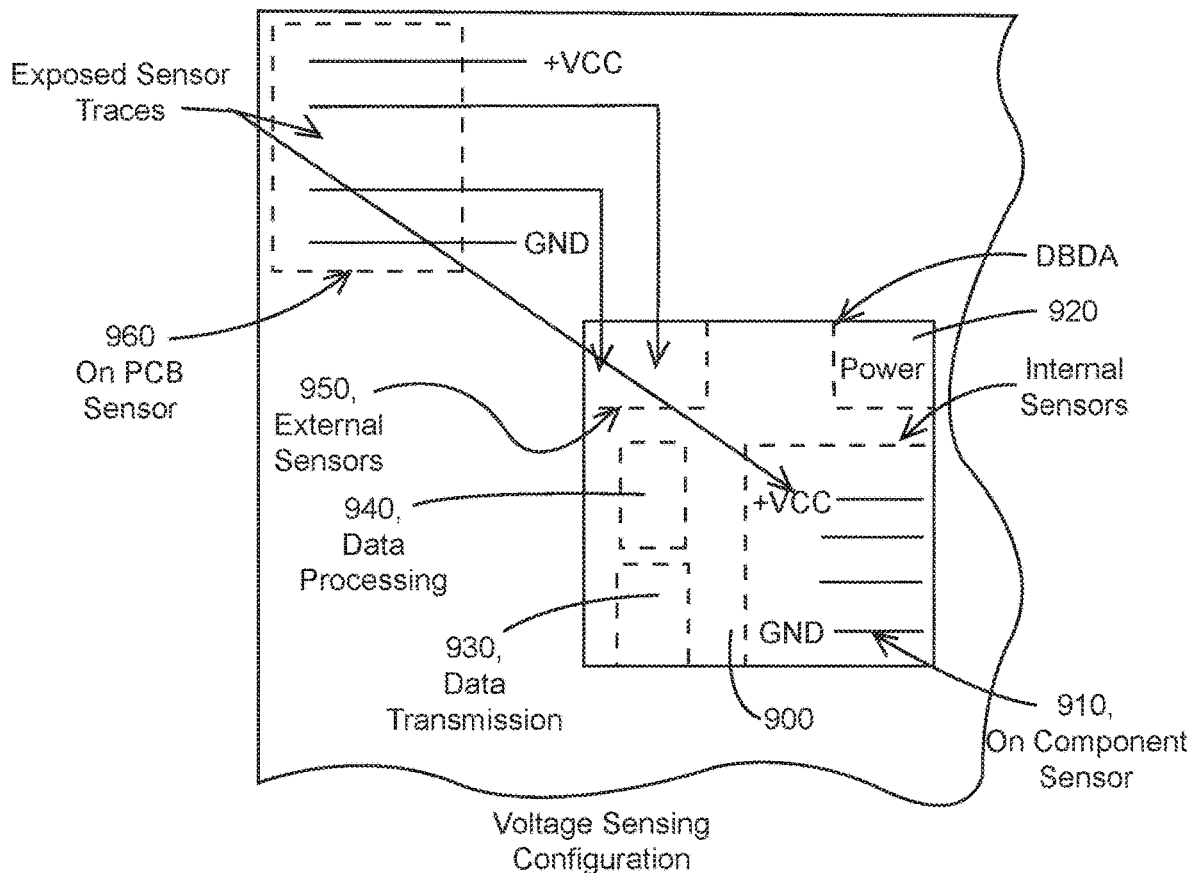 Exposed Sensor
Traces
+VCC
GND
DBDA
920
960
On PCB
Sensor
Power
Internal
Sensors
950,
External
Sensors
+VCC
940,
Data
Processing
GND
930,
Data
Transmission
900
910,
On Component
Sensor
Voltage Sensing
Configuration